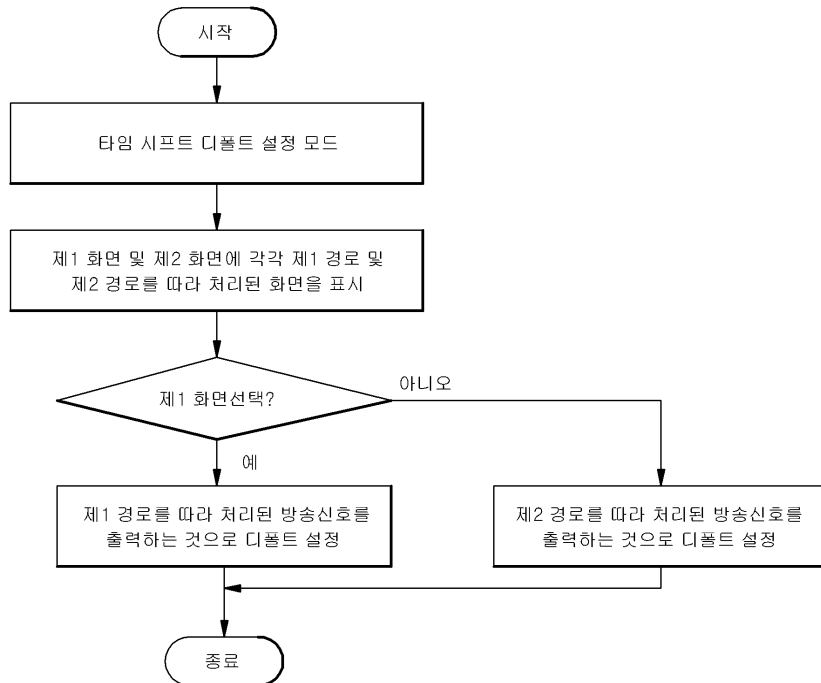 시작
타임 시프트 디폴트 설정 모드
제1 화면 및 제2 화면에 각각 제1 경로 및
제2 경로를 따라 처리된 화면을 표시
제1 화면선택?
아니오
예
제1 경로를 따라 처리된 방송신호를
출력하는 것으로 디폴트 설정
제2 경로를 따라 처리된 방송신호를
출력하는 것으로 디폴트 설정
종료